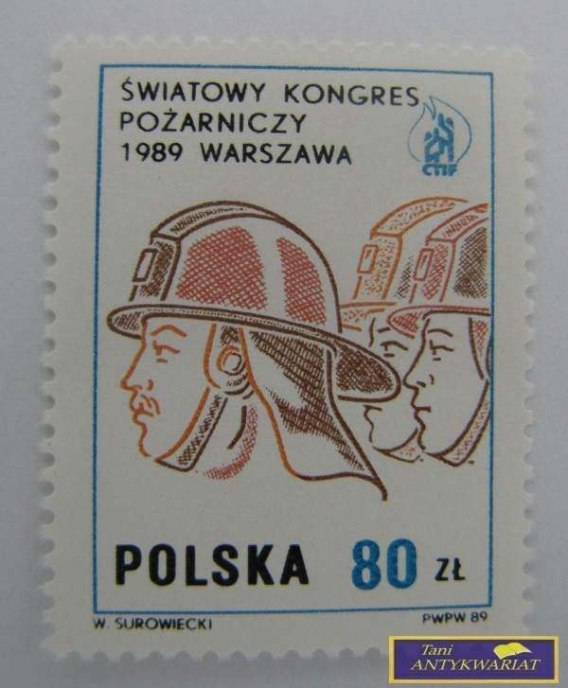 ŚWIATOWY KONGRES
POŻARNICZY
1989 WARSZAWA
CTIF
POLSKA 80 ZŁ
W. SUROWIECKI
PWPW 89
Tani
ANTYKWARIAT